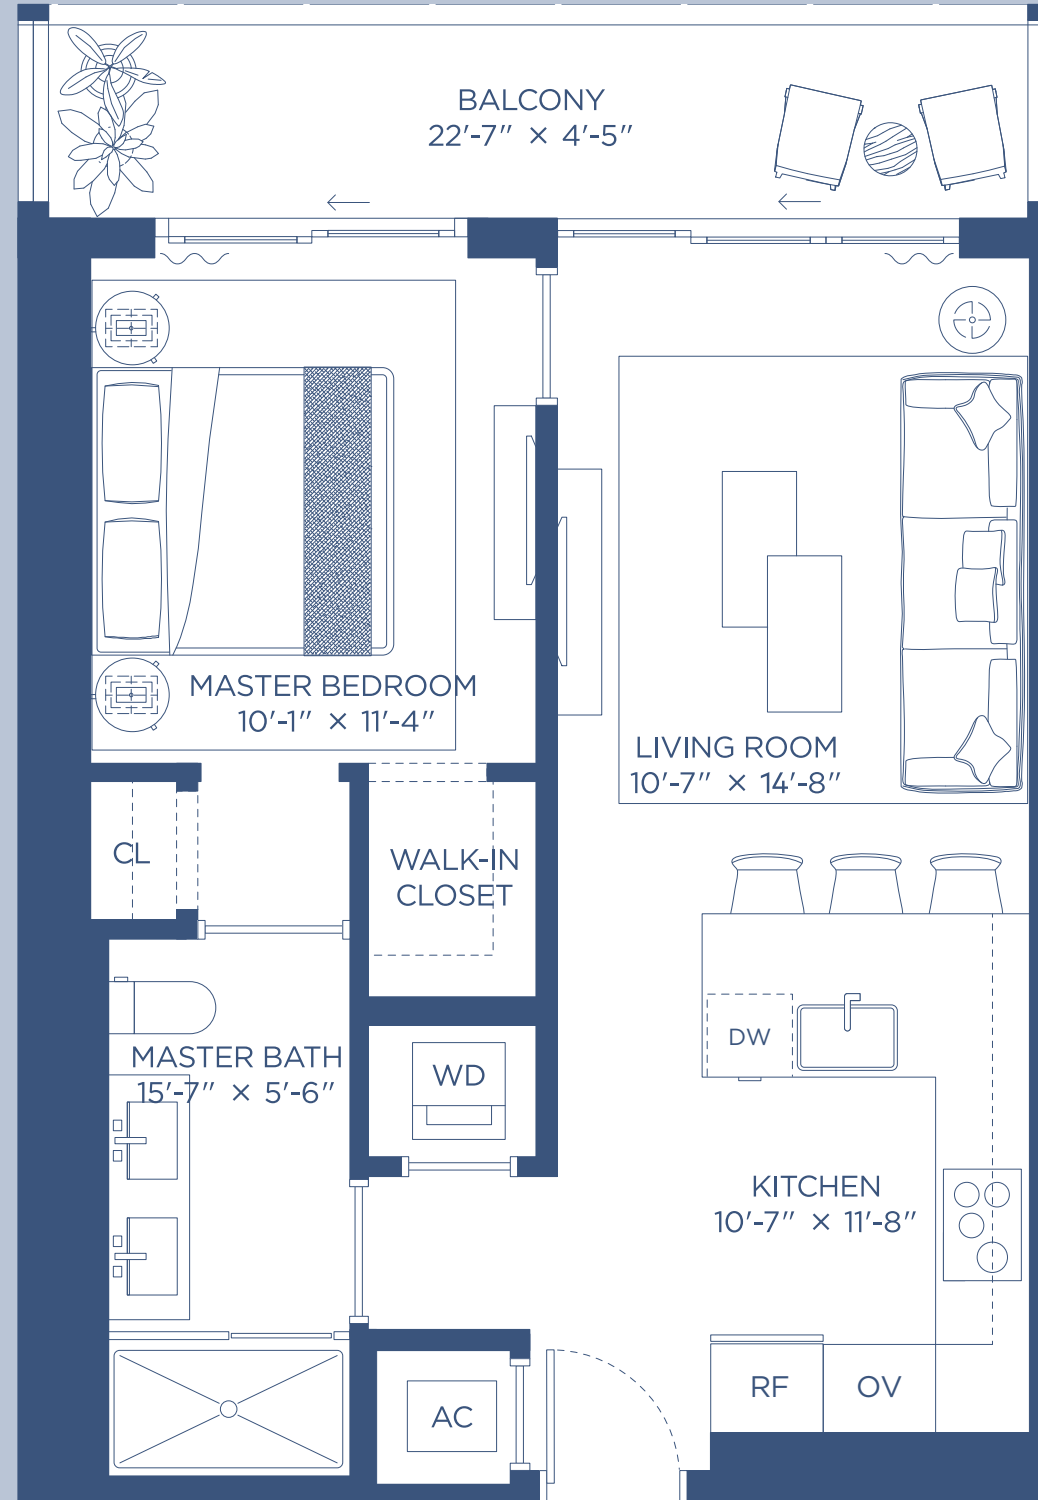 BALCONY
22'-7" × 4'-5"
MASTER BEDROOM
10'-1" × 11'-4"
LIVING ROOM
10'-7" × 14'-8"
CL
WALK-IN
CLOSET
DW
MASTER BATH
15'-7" × 5'-6"
WD
KITCHEN
10'-7" × 11'-8"
RF
OV
AC